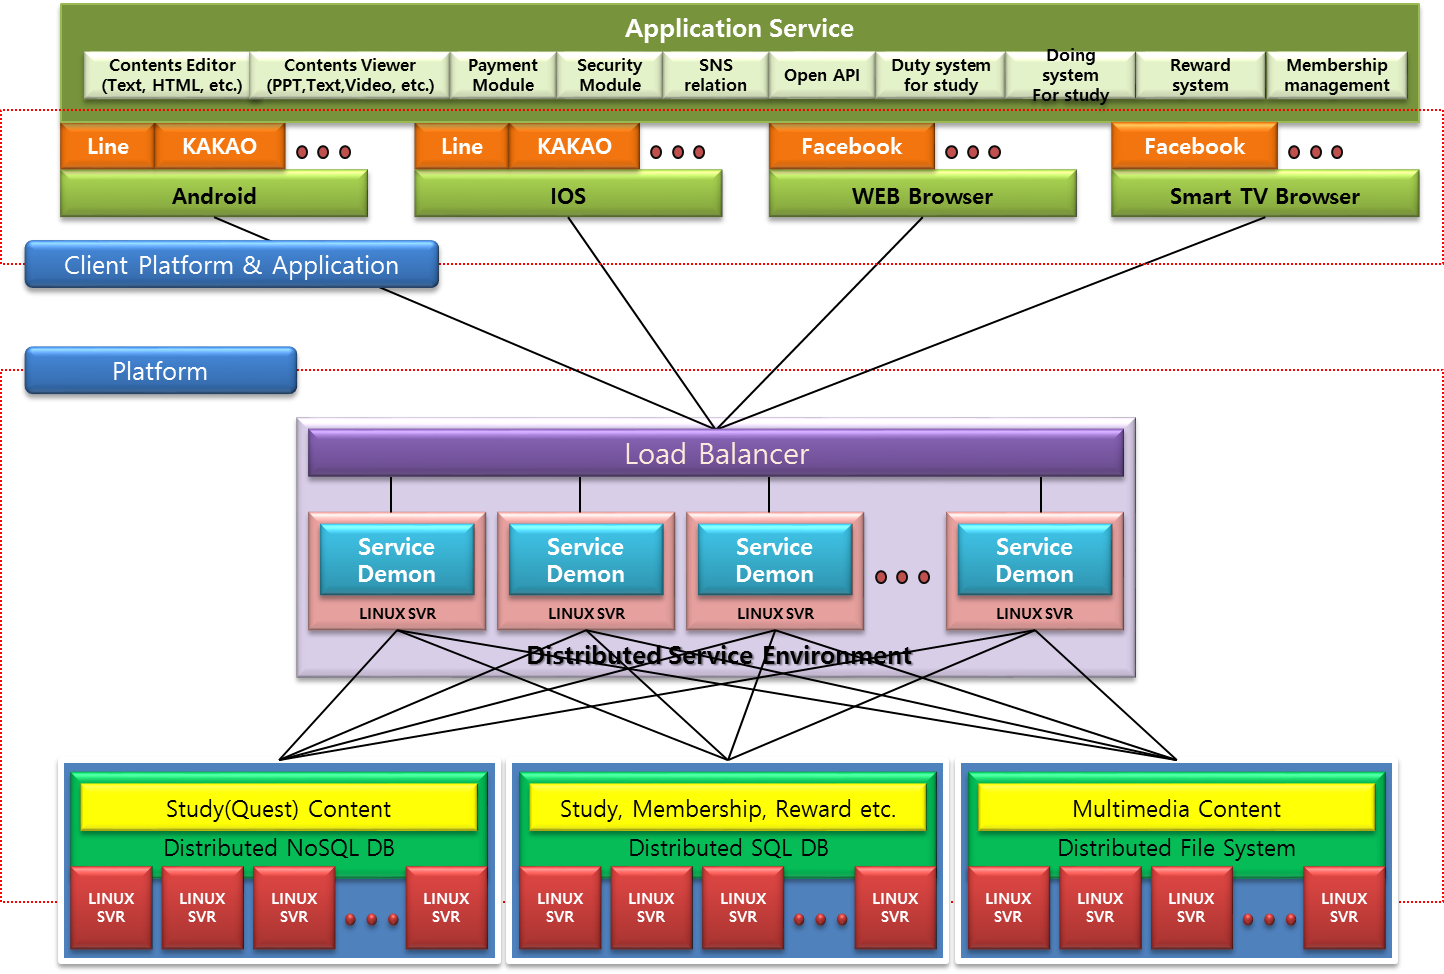 Application Service
Contents Editor
(Text, HTML, etc.)
Contents Viewer
(PPT,Text,Video, etc.)
Payment
Module
Security
Module
SNS
relation
Open API
Duty system
for study
Doing
system
For study
Reward
system
Membership
management
Line
KAKAO
Line
KAKAO
Facebook
Facebook
Android
IOS
WEB Browser
Smart TV Browser
Client Platform & Application
Platform
Load Balancer
Service
Demon
LINUX SVR
Service
Demon
LINUX SVR
Service
Demon
LINUX SVR
Service
Demon
LINUX SVR
Distributed Service Environment
Study(Quest) Content
Distributed NoSQL DB
LINUX
SVR
LINUX
SVR
LINUX
SVR
LINUX
SVR
Study, Membership, Reward etc.
Distributed SQL DB
LINUX
SVR
LINUX
SVR
LINUX
SVR
LINUX
SVR
Multimedia Content
Distributed File System
LINUX
SVR
LINUX
SVR
LINUX
SVR
LINUX
SVR